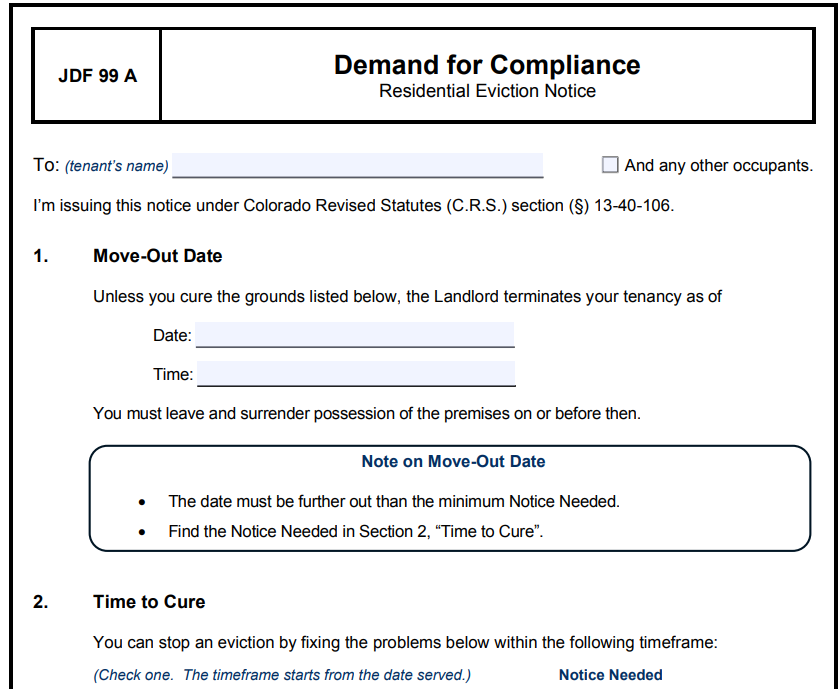 JDF 99 A
Demand for Compliance
Residential Eviction Notice
To: (tenant's name)
And any other occupants.
I'm issuing this notice under Colorado Revised Statutes (C.R.S.) section (§) 13-40-106.
1. Move-Out Date
Unless you cure the grounds listed below, the Landlord terminates your tenancy as of
Date:
Time:
You must leave and surrender possession of the premises on or before then.
Note on Move-Out Date
• The date must be further out than the minimum Notice Needed.
• Find the Notice Needed in Section 2, “Time to Cure”.
2. Time to Cure
You can stop an eviction by fixing the problems below within the following timeframe:
(Check one. The timeframe starts from the date served.) Notice Needed